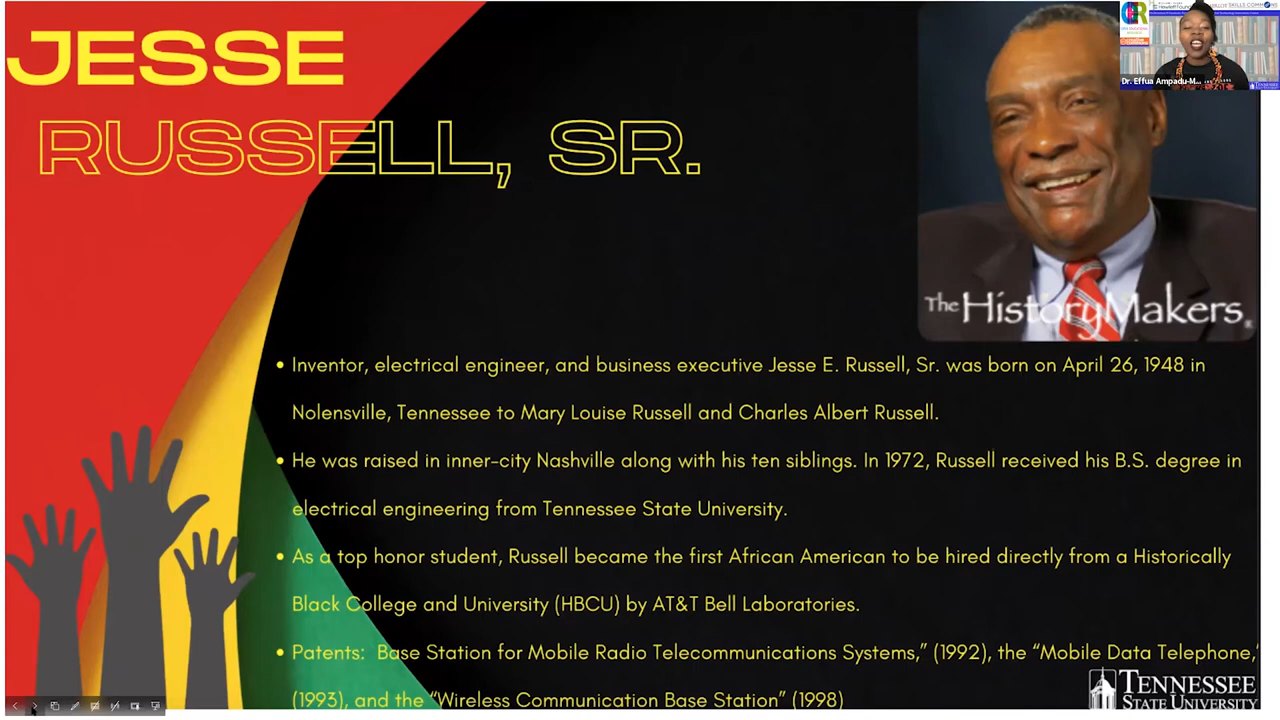 JESSE
RUSSELL, SR.
Dr. Effua Ampadu-M...
TENNESSEE
The HistoryMakers®
• Inventor, electrical engineer, and business executive Jesse E. Russell, Sr. was born on April 26, 1948 in
Nolensville, Tennessee to Mary Louise Russell and Charles Albert Russell.
• He was raised in inner-city Nashville along with his ten siblings. In 1972, Russell received his B.S. degree in
electrical engineering from Tennessee State University.
• As a top honor student, Russell became the first African American to be hired directly from a Historically
Black College and University (HBCU) by AT&T Bell Laboratories.
• Patents: Base Station for Mobile Radio Telecommunications Systems,” (1992), the “Mobile Data Telephone,”
(1993), and the “Wireless Communication Base Station” (1998)
TENNESSEE
STATE UNIVERSITY